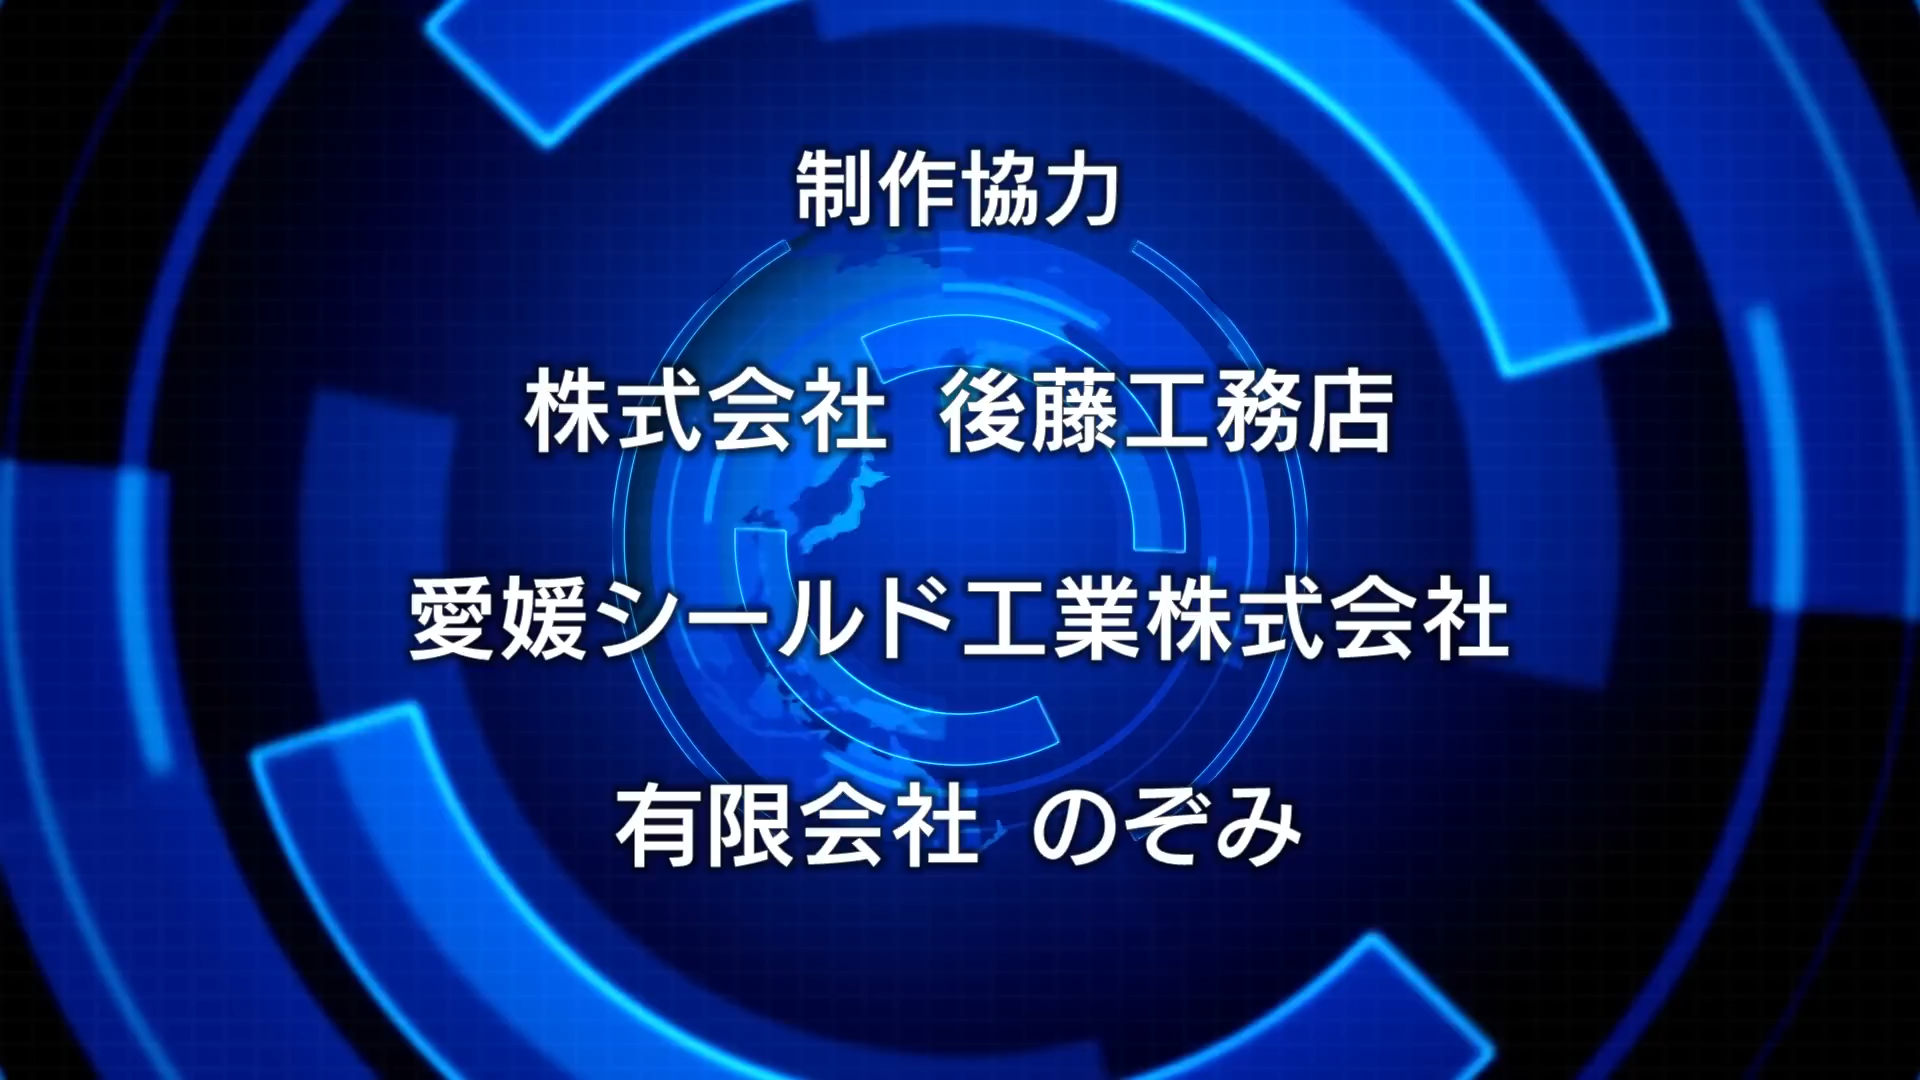 制作協力
株式会社 後藤工務店
愛媛シールド工業株式会社
有限会社 のぞみ